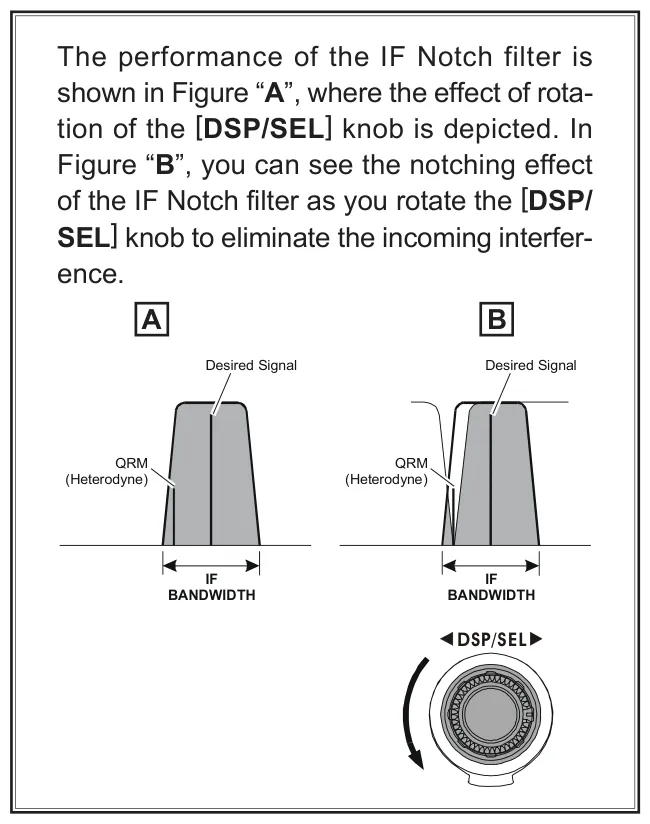 The performance of the IF Notch filter is
shown in Figure “A”, where the effect of rota-
tion of the [DSP/SEL] knob is depicted. In
Figure “B”, you can see the notching effect
of the IF Notch filter as you rotate the [DSP/
SEL] knob to eliminate the incoming interfer-
ence.
A
B
Desired Signal
Desired Signal
QRM
(Heterodyne)
QRM
(Heterodyne)
IF
BANDWIDTH
IF
BANDWIDTH
◀DSP/SEL▶